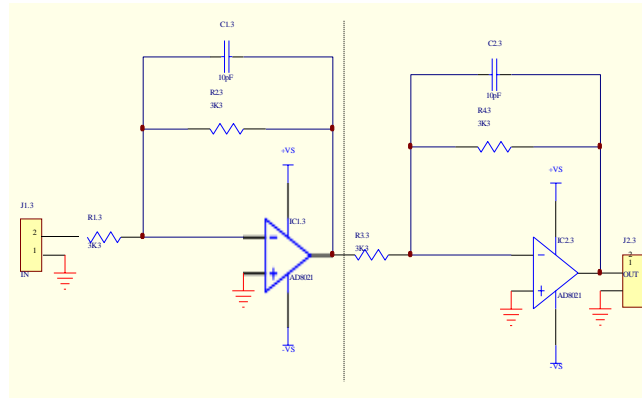 C1.3
10pF
R2.3
3K3
+VS
J1.3
2
1
IN
R1.3
3K3
IC1.3
AD8021
-VS
C2.3
10pF
R4.3
3K3
+VS
R3.3
3K3
IC2.3
AD8021
-VS
J2.3
2
1
OUT